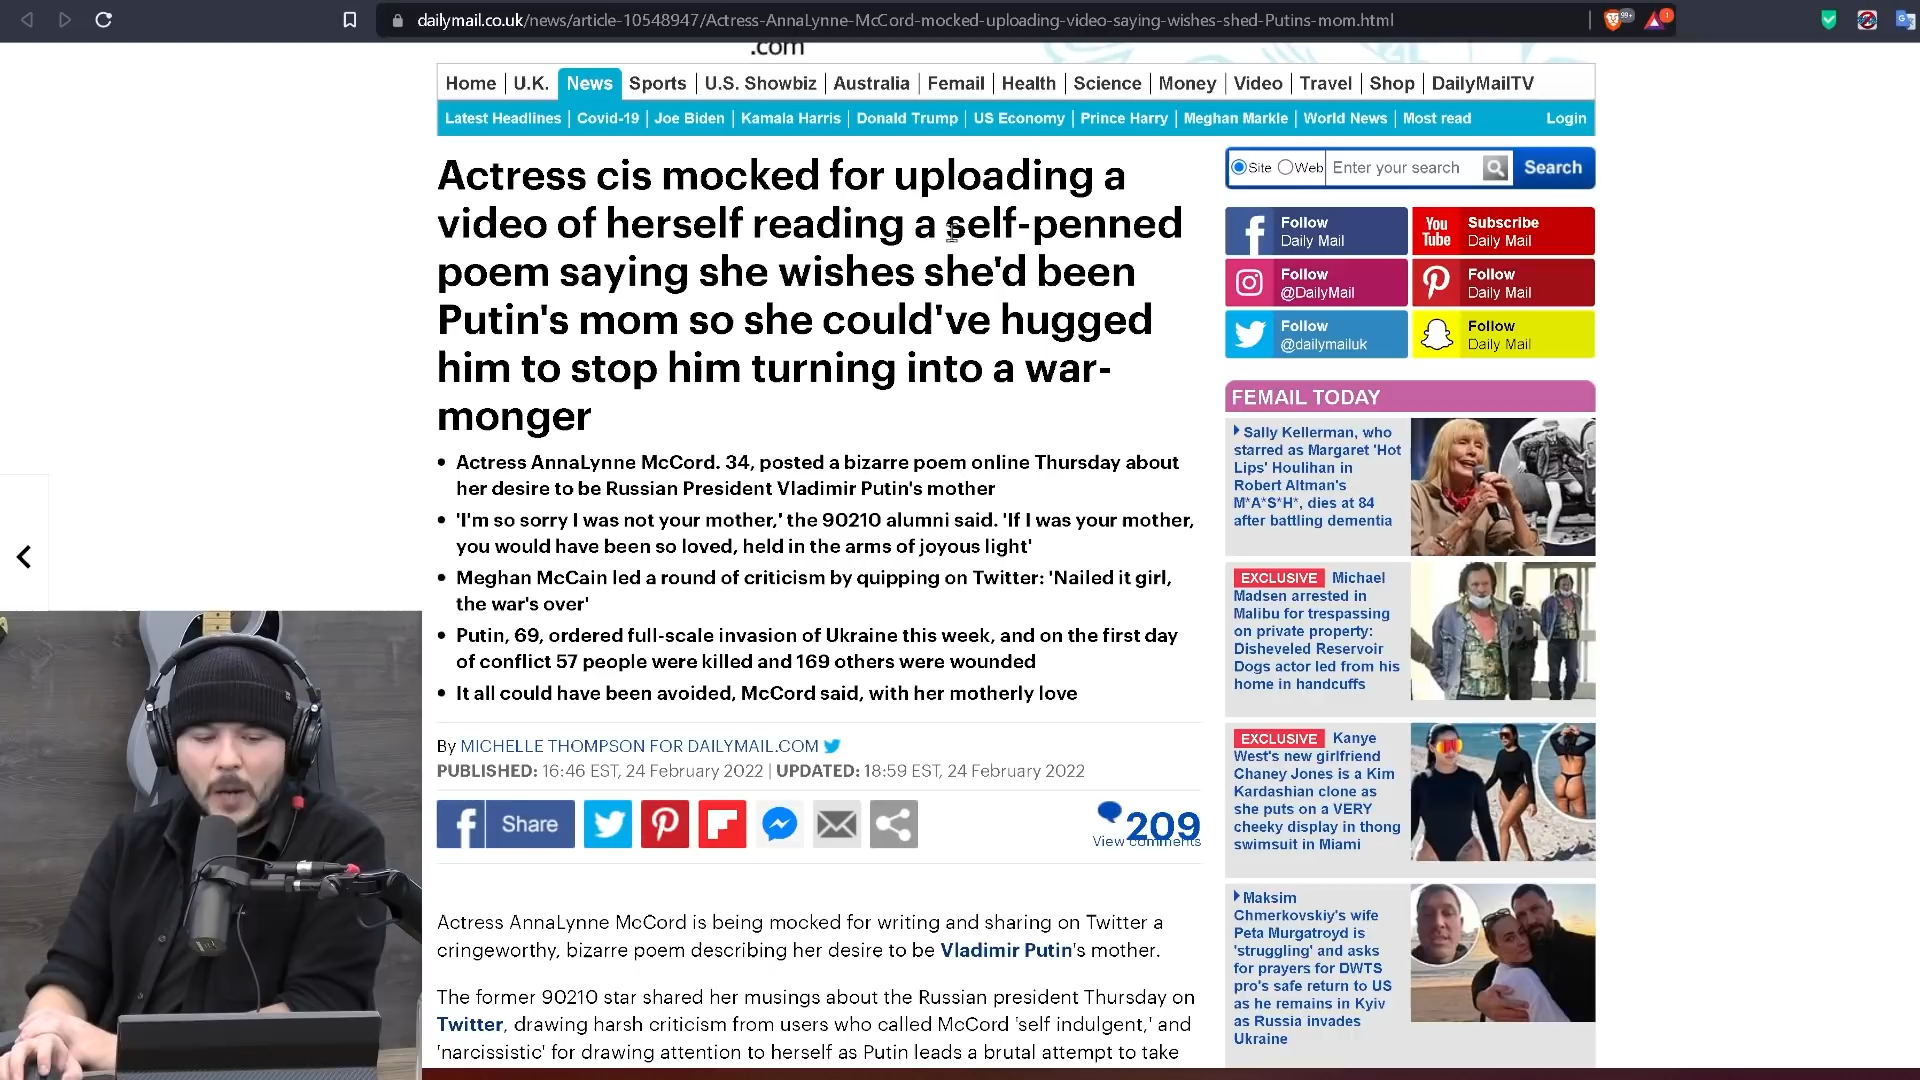 dailymail.co.uk/news/article-10548947/Actress-AnnaLynne-McCord-mocked-uploading-video-saying-wishes-shed-Putins-mom.html
99+
1
.com
Home
U.K.
News
Sports
U.S. Showbiz
Australia
Femail
Health
Science
Money
Video
Travel
Shop
DailyMailTV
Latest Headlines
Covid-19
Joe Biden
Kamala Harris
Donald Trump
US Economy
Prince Harry
Meghan Markle
World News
Most read
Login
Actress cis mocked for uploading a
video of herself reading a self-penned
poem saying she wishes she'd been
Putin's mom so she could've hugged
him to stop him turning into a war-
monger
Actress AnnaLynne McCord. 34, posted a bizarre poem online Thursday about
her desire to be Russian President Vladimir Putin's mother
'I'm so sorry I was not your mother,' the 90210 alumni said. 'If I was your mother,
you would have been so loved, held in the arms of joyous light'
Meghan McCain led a round of criticism by quipping on Twitter: 'Nailed it girl,
the war's over'
Putin, 69, ordered full-scale invasion of Ukraine this week, and on the first day
of conflict 57 people were killed and 169 others were wounded
It all could have been avoided, McCord said, with her motherly love
By MICHELLE THOMPSON FOR DAILYMAIL.COM
PUBLISHED: 16:46 EST, 24 February 2022 | UPDATED: 18:59 EST, 24 February 2022
Share
209
View comments
Actress AnnaLynne McCord is being mocked for writing and sharing on Twitter a
cringeworthy, bizarre poem describing her desire to be Vladimir Putin's mother.
The former 90210 star shared her musings about the Russian president Thursday on
Twitter, drawing harsh criticism from users who called McCord 'self indulgent,' and
'narcissistic' for drawing attention to herself as Putin leads a brutal attempt to take
Site
Web
Enter your search
Search
Follow
Daily Mail
You
Tube
Subscribe
Daily Mail
Follow
@DailyMail
Follow
Daily Mail
Follow
@dailymailuk
Follow
Daily Mail
FEMAIL TODAY
Sally Kellerman, who
starred as Margaret 'Hot
Lips' Houlihan in
Robert Altman's
M*A*S*H*, dies at 84
after battling dementia
EXCLUSIVE Michael
Madsen arrested in
Malibu for trespassing
on private property:
Disheveled Reservoir
Dogs actor led from his
home in handcuffs
EXCLUSIVE Kanye
West's new girlfriend
Chaney Jones is a Kim
Kardashian clone as
she puts on a VERY
cheeky display in thong
swimsuit in Miami
Maksim
Chmerkovskiy's wife
Peta Murgatroyd is
'struggling' and asks
for prayers for DWTS
pro's safe return to US
as he remains in Kyiv
as Russia invades
Ukraine